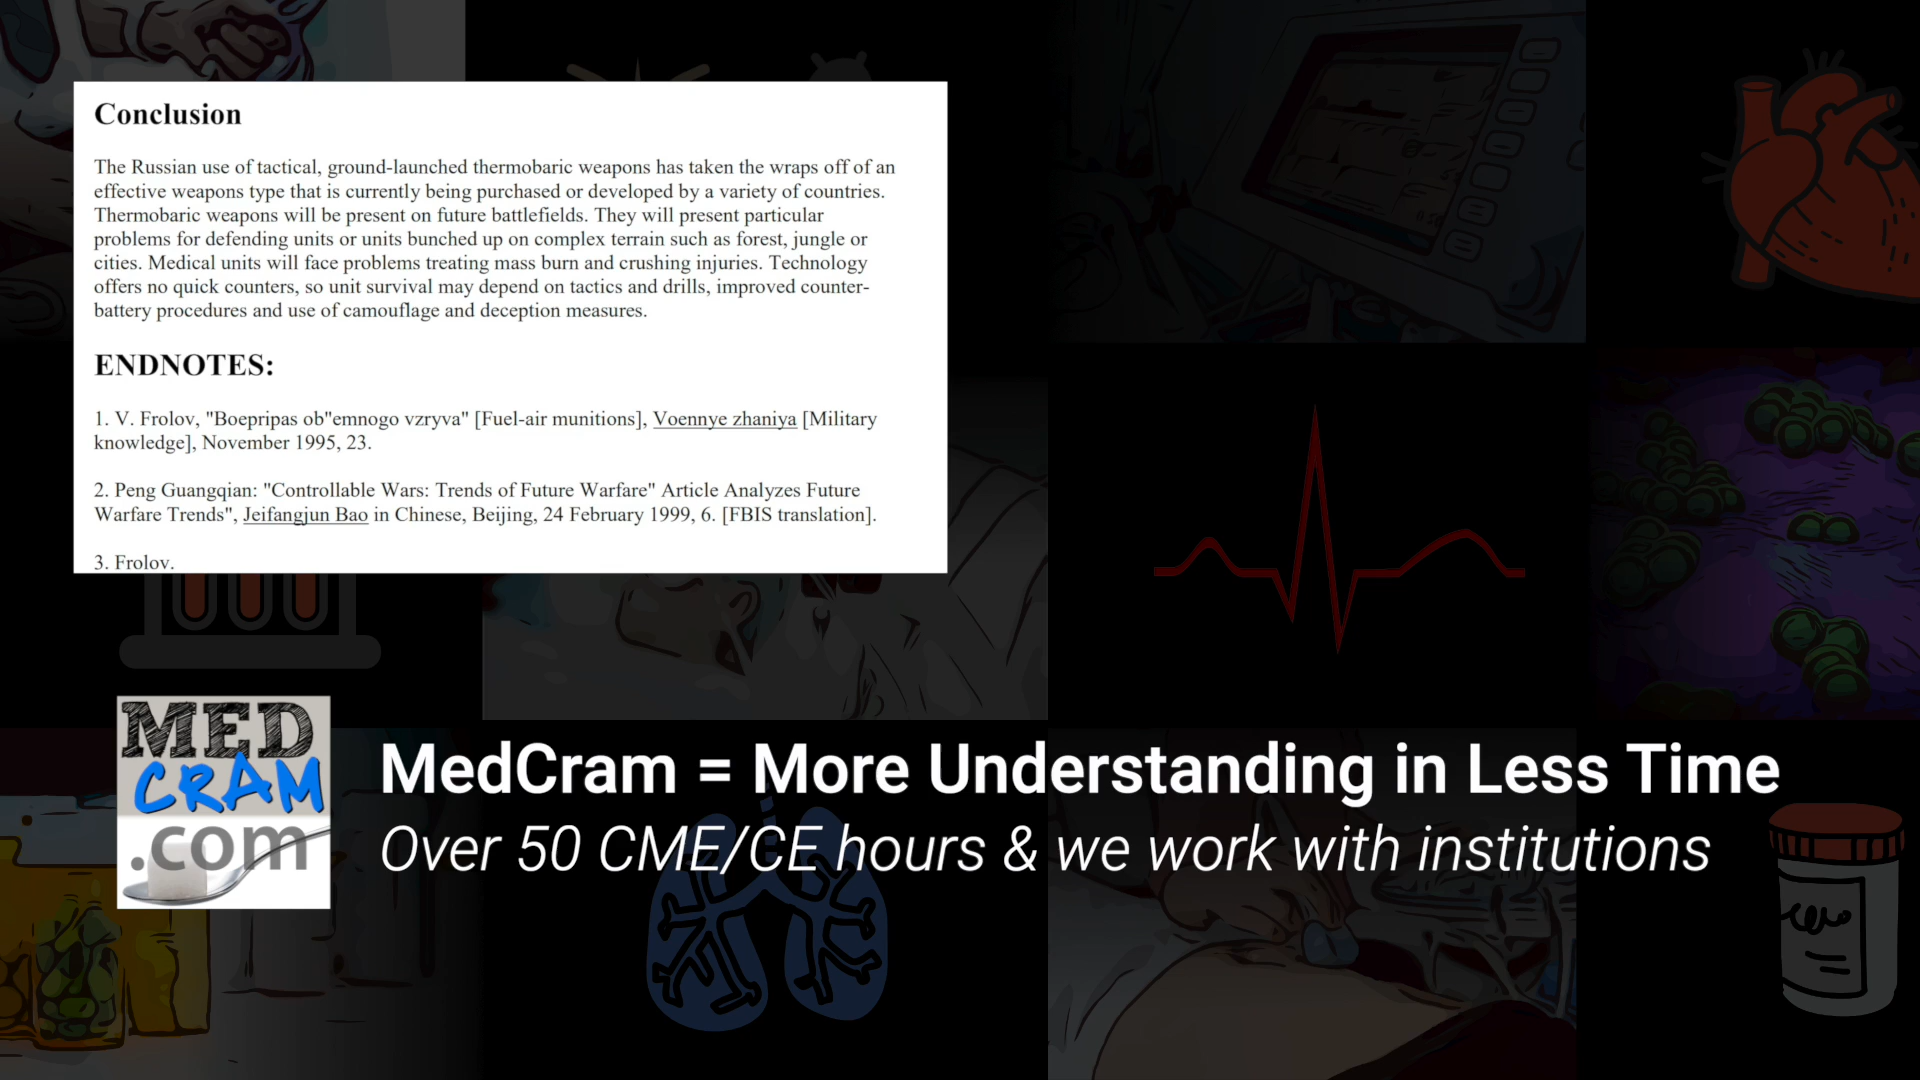 Conclusion
The Russian use of tactical, ground-launched thermobaric weapons has taken the wraps off of an
effective weapons type that is currently being purchased or developed by a variety of countries.
Thermobaric weapons will be present on future battlefields. They will present particular
problems for defending units or units bunched up on complex terrain such as forest, jungle or
cities. Medical units will face problems treating mass burn and crushing injuries. Technology
offers no quick counters, so unit survival may depend on tactics and drills, improved counter-
battery procedures and use of camouflage and deception measures.
ENDNOTES:
1. V. Frolov, "Boepripas ob"emnogo vzryva" [Fuel-air munitions], Voennye zhaniya [Military
knowledge], November 1995, 23.
2. Peng Guangqian: "Controllable Wars: Trends of Future Warfare" Article Analyzes Future
Warfare Trends", Jeifangjun Bao in Chinese, Beijing, 24 February 1999, 6. [FBIS translation].
3. Frolov.
MED
CRAM
.com
MedCram = More Understanding in Less Time
Over 50 CME/CE hours & we work with institutions